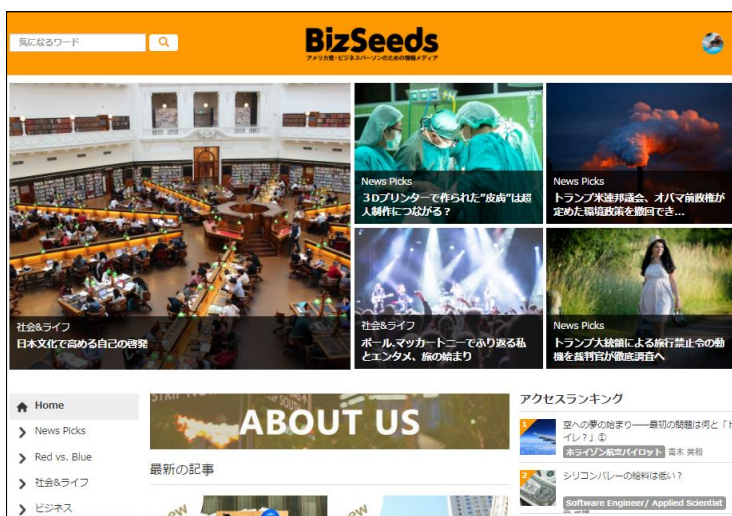 気になるワード
BizSeeds
アメリカ発・ビジネスパーソンのための情報メディア
News Picks
3Dプリンターで作られた”皮膚”は超
人制作につながる？
News Picks
トランプ米連邦議会、オバマ前政権が
定めた環境政策を撤回でき...
社会&ライフ
日本文化で高める自己の啓発
社会&ライフ
ポール.マッカートニーでふり返る私
とエンタメ、旅の始まり
News Picks
トランプ大統領による旅行禁止令の動
機を裁判官が徹底調査へ
Home
News Picks
Red vs. Blue
社会&ライフ
ビジネス
ABOUT US
最新の記事
アクセスランキング
1
空への夢の始まり——最初の問題は何と「ト
イレ？」①
ホライゾン航空パイロット 青木 美和
2
シリコンバレーの給料は低い？
Software Engineer/ Applied Scientist